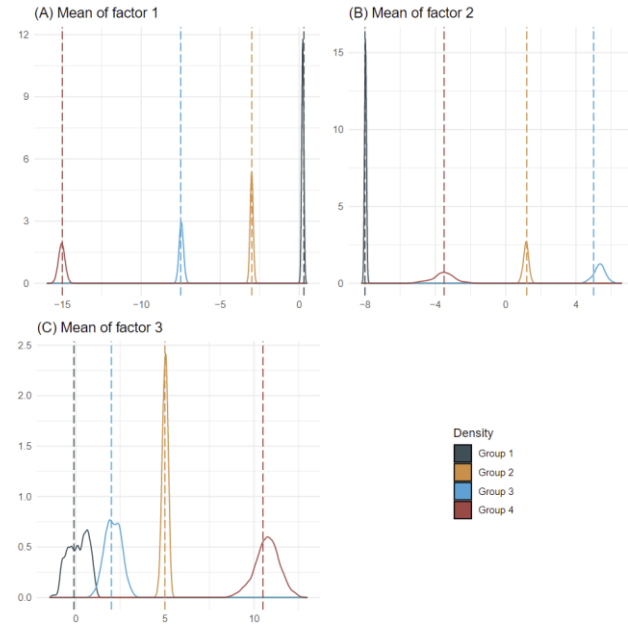 (A) Mean of factor 1
12
9
6
3
0
−15 −10 −5 0
(B) Mean of factor 2
15
10
5
0
−8 −4 0 4
(C) Mean of factor 3
2.5
2.0
1.5
1.0
0.5
0.0
0 5 10
Density
Group 1
Group 2
Group 3
Group 4